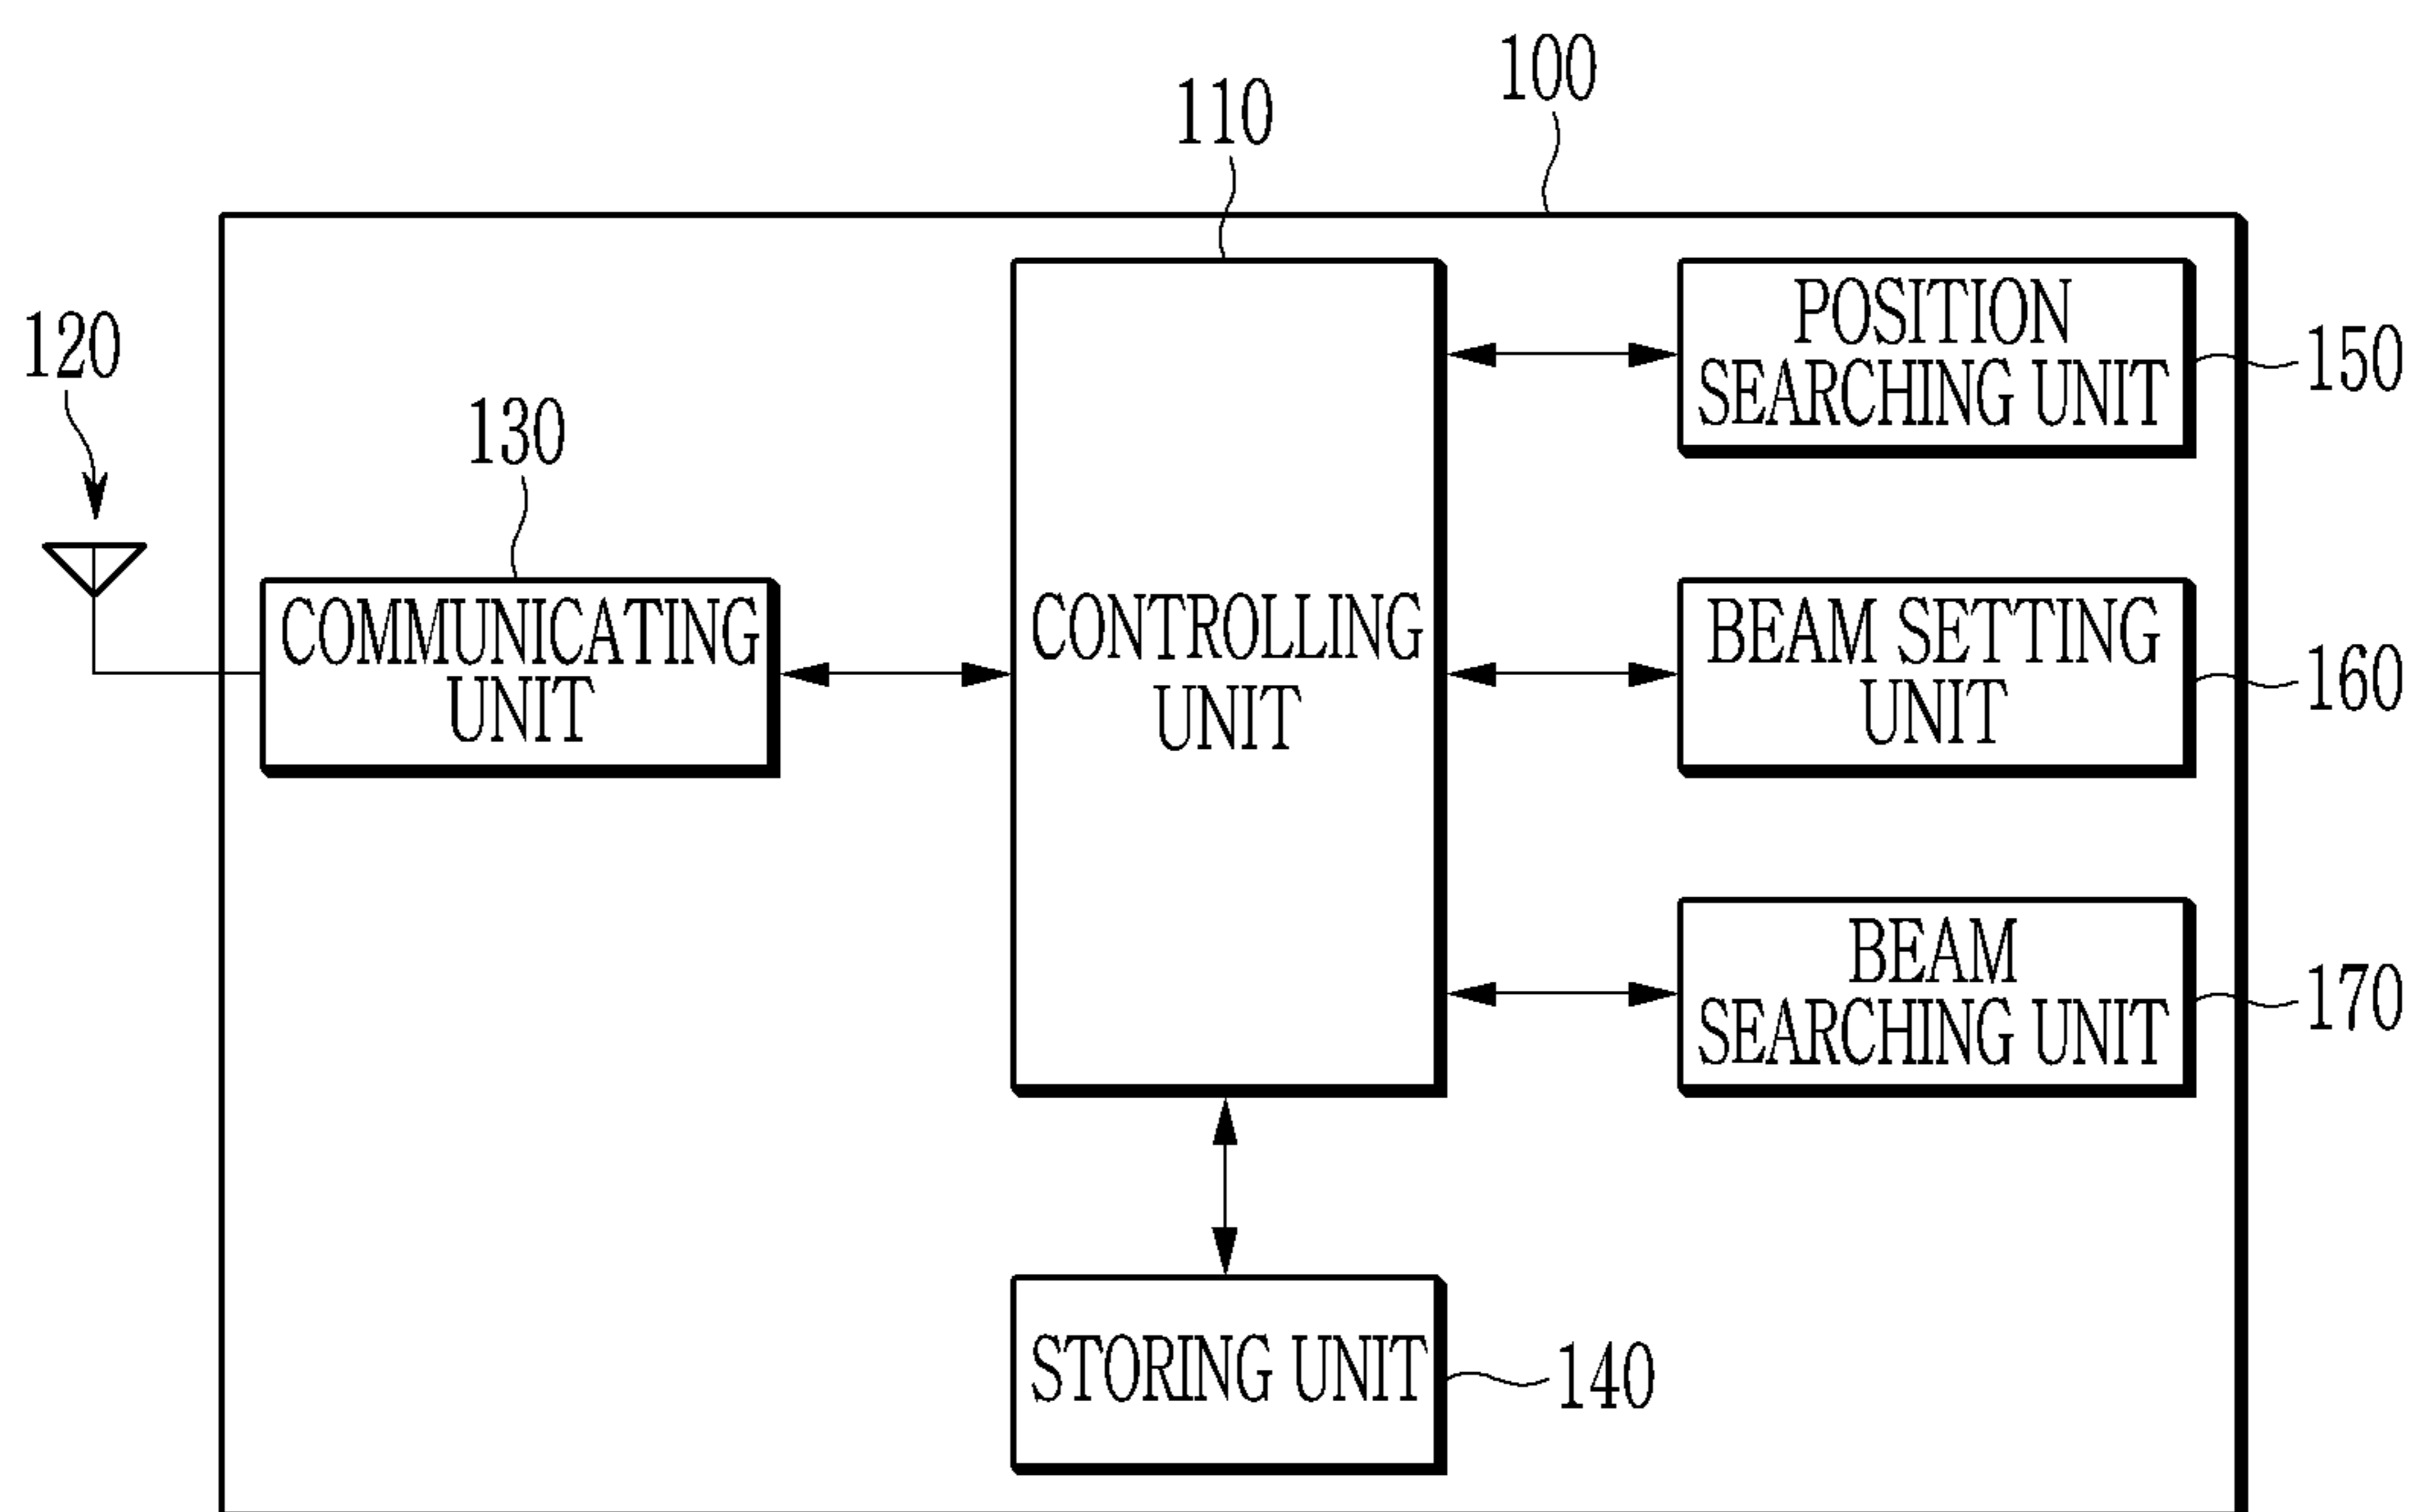 100
110
120
130
POSITION
SEARCHING UNIT
150
COMMUNICATING
UNIT
CONTROLLING
UNIT
BEAM SETTING
UNIT
160
BEAM
SEARCHING UNIT
170
STORING UNIT
140